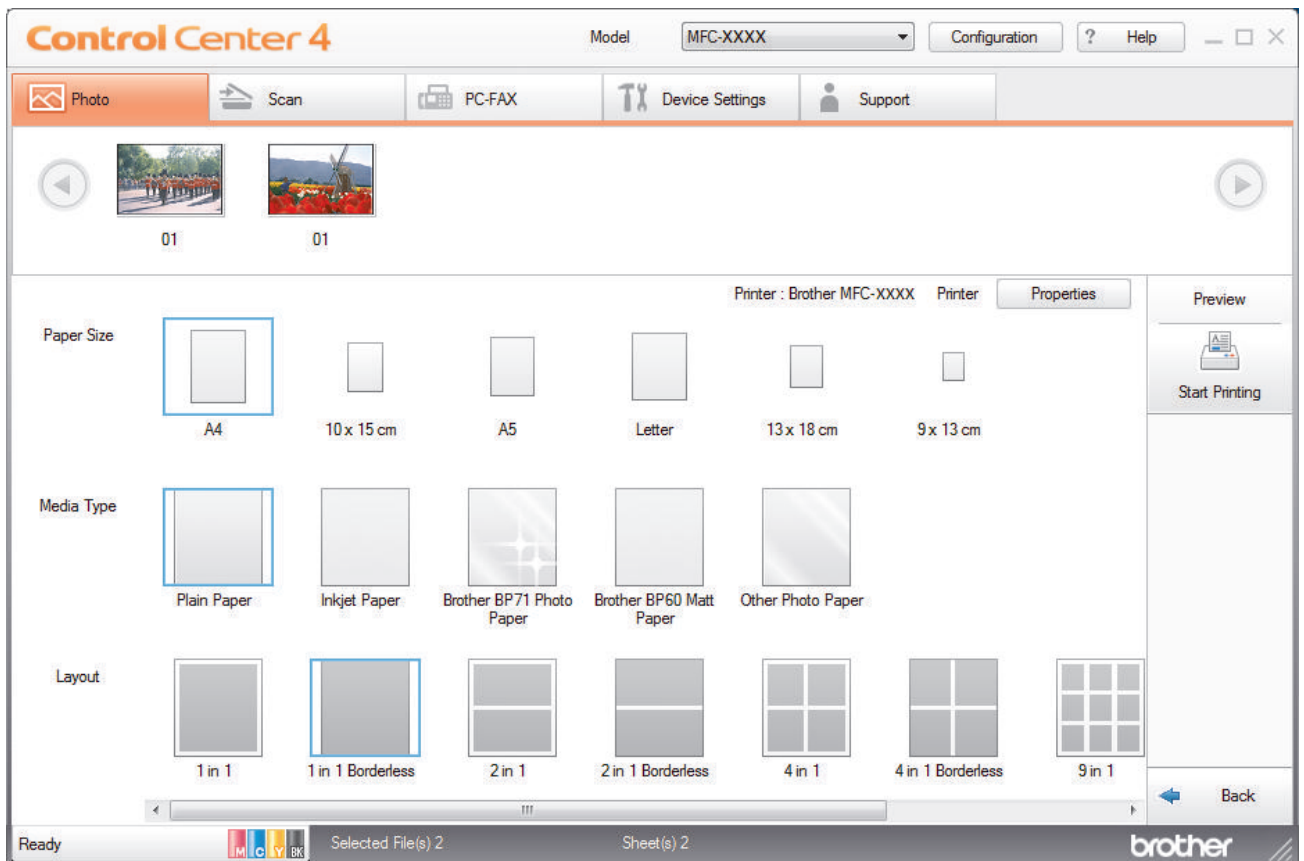 Control Center 4 Model MFC-XXXX Configuration ? Help
Photo Scan PC-FAX Device Settings Support
01 01
Printer : Brother MFC-XXXX Printer Properties Preview
Paper Size
Start Printing
A4 10 x 15 cm A5 Letter 13 x 18 cm 9 x 13 cm
Media Type
Plain Paper Inkjet Paper Brother BP71 Photo Brother BP60 Matt Other Photo Paper
Paper Paper
Layout
1 in 1 1 in 1 Borderless 2 in 1 2 in 1 Borderless 4 in 1 4 in 1 Borderless 9 in 1
Back
Ready M C Y BK Selected File(s) 2 Sheet(s) 2 brother